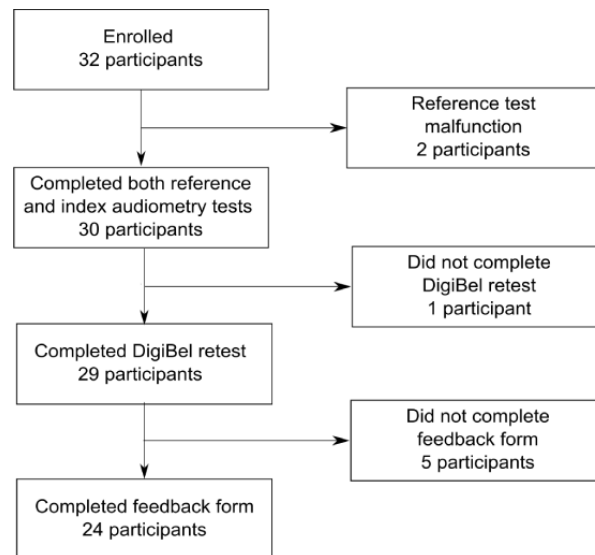 Enrolled
32 participants
Reference test
malfunction
2 participants
Completed both reference
and index audiometry tests
30 participants
Did not complete
DigiBel retest
1 participant
Completed DigiBel retest
29 participants
Did not complete
feedback form
5 participants
Completed feedback form
24 participants